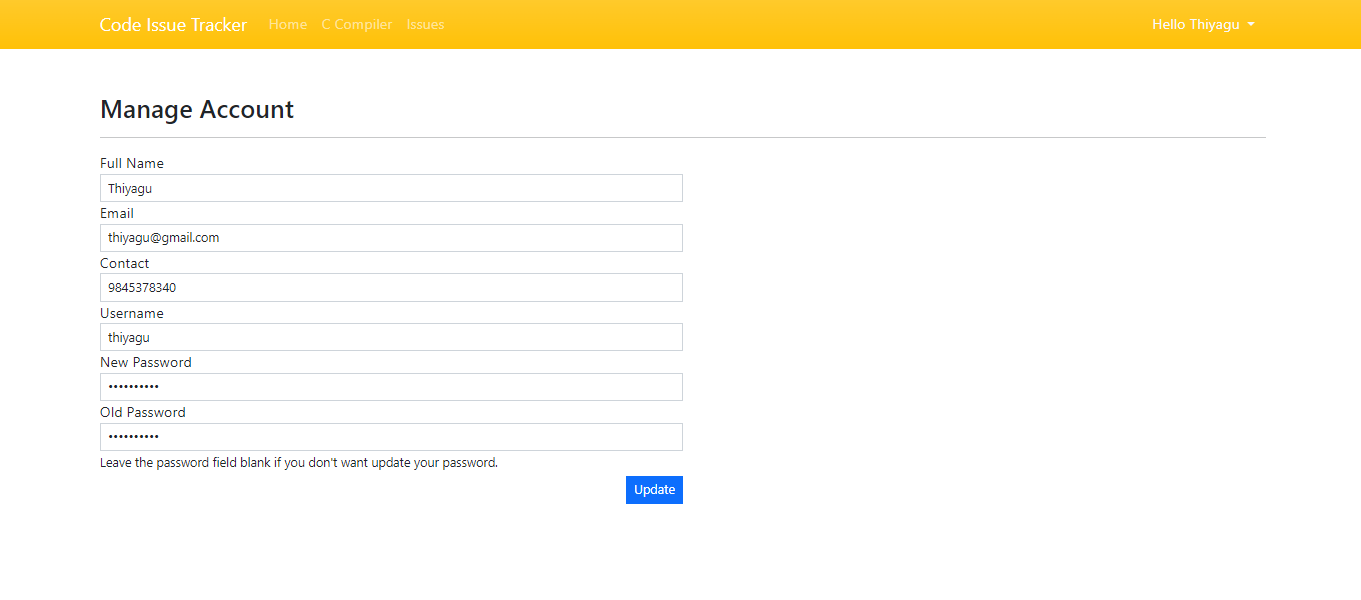 Code Issue Tracker Home C Compiler Issues Hello Thiyagu
Manage Account
Full Name
Thiyagu
Email
thiyagu@gmail.com
Contact
9845378340
Username
thiyagu
New Password
••••••••••
Old Password
••••••••••
Leave the password field blank if you don't want update your password.
Update